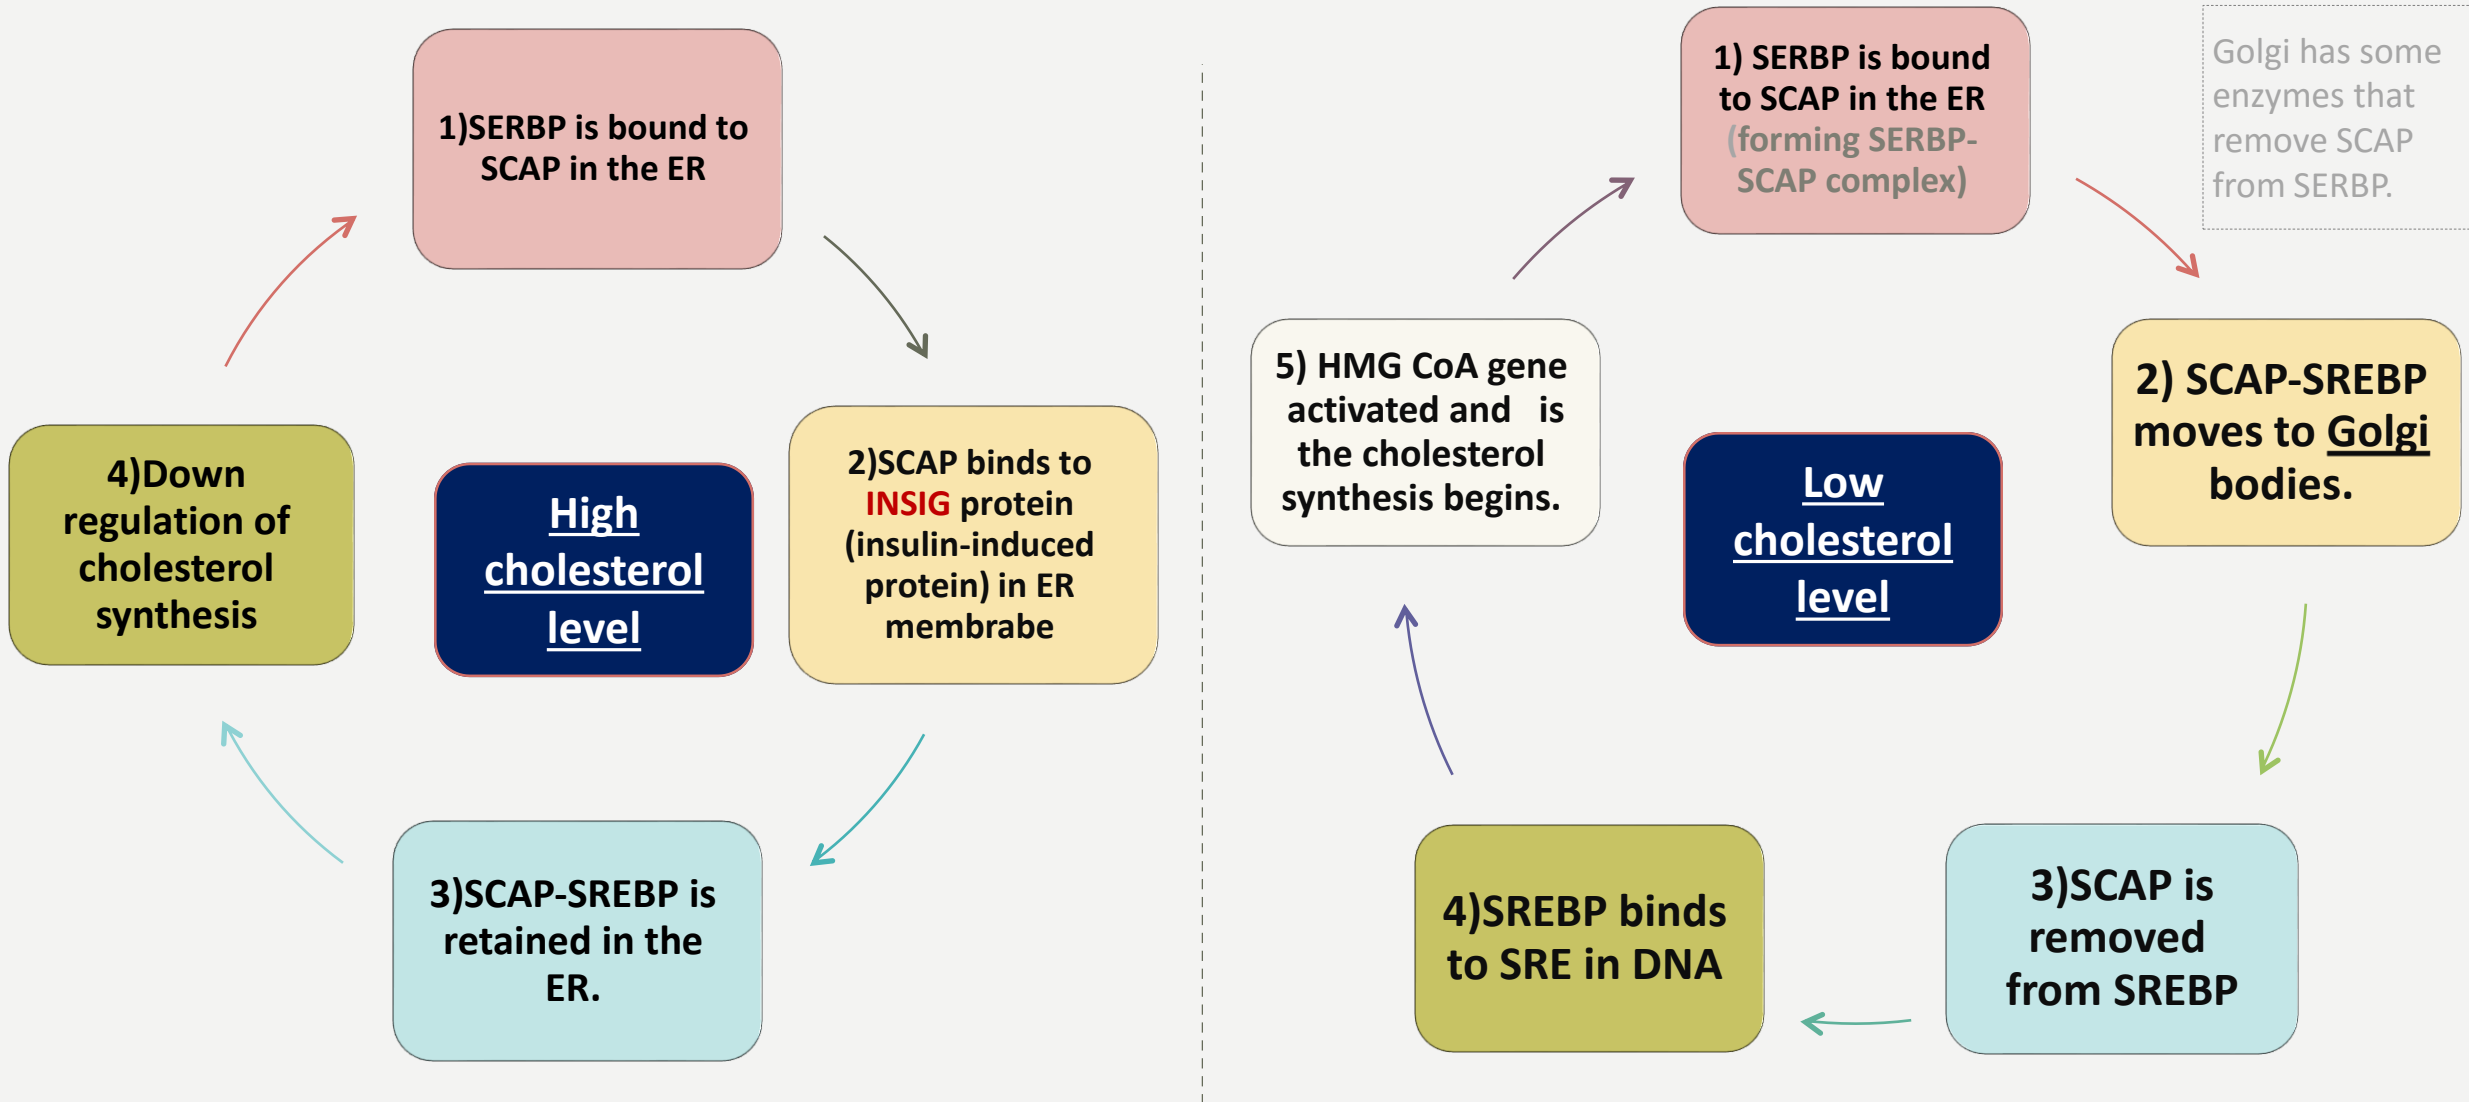 1)SERBP is bound to
SCAP in the ER
2)SCAP binds to
INSIG protein
(insulin-induced
protein) in ER
membrabe
3)SCAP-SREBP is
retained in the
ER.
4)Down
regulation of
cholesterol
synthesis
High
cholesterol
level
1) SERBP is bound
to SCAP in the ER
(forming SERBP-
SCAP complex)
Golgi has some
enzymes that
remove SCAP
from SERBP.
2) SCAP-SREBP
moves to Golgi
bodies.
3)SCAP is
removed
from SREBP
4)SREBP binds
to SRE in DNA
5) HMG CoA gene
activated and is
the cholesterol
synthesis begins.
Low
cholesterol
level